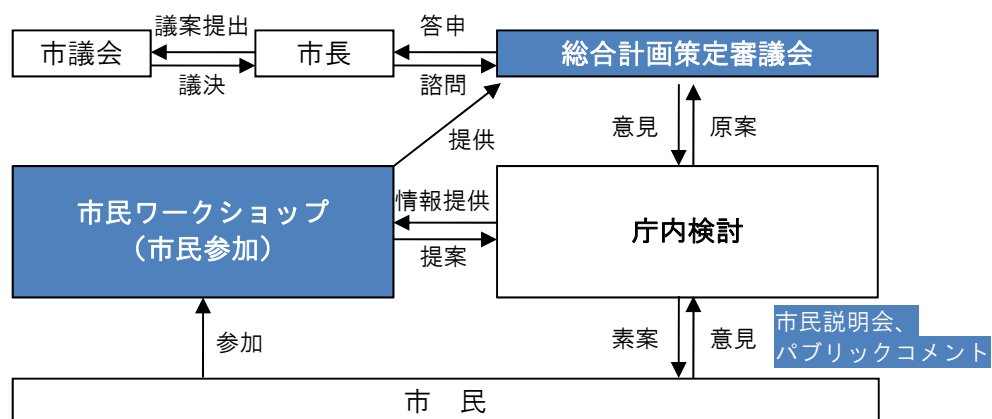 議案提出
答申
市議会
市長
総合計画策定審議会
議決
諮問
提供
意見
原案
市民ワークショップ
（市民参加）
情報提供
提案
庁内検討
参加
素案
意見
市民説明会、
パブリックコメント
市　民